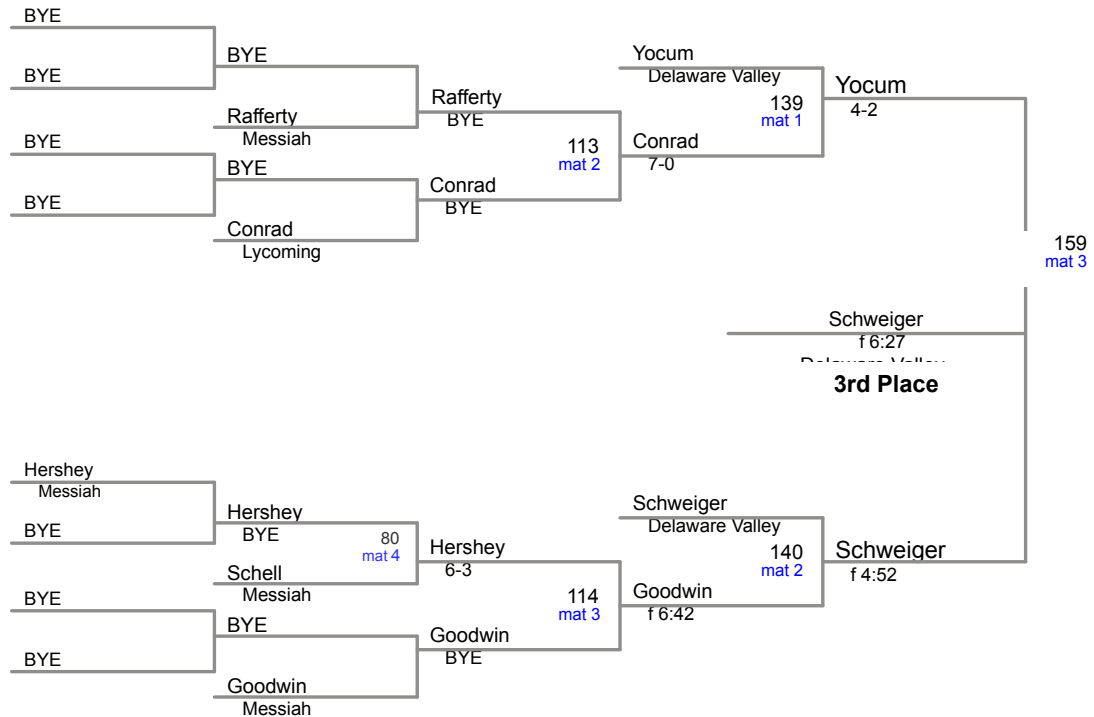 BYE
BYE
BYE
Rafferty
Messiah
Rafferty
BYE
BYE
BYE
BYE
Conrad
Lycoming
Conrad
BYE
113
mat 2
Yocum
Delaware Valley
Conrad
7-0
139
mat 1
Yocum
4-2
159
mat 3
Schweiger
f 6:27
Delaware Valley
3rd Place
Hershey
Messiah
BYE
Hershey
BYE
80
mat 4
Schell
Messiah
Hershey
6-3
BYE
BYE
BYE
Goodwin
Messiah
Goodwin
BYE
114
mat 3
Schweiger
Delaware Valley
Goodwin
f 6:42
140
mat 2
Schweiger
f 4:52